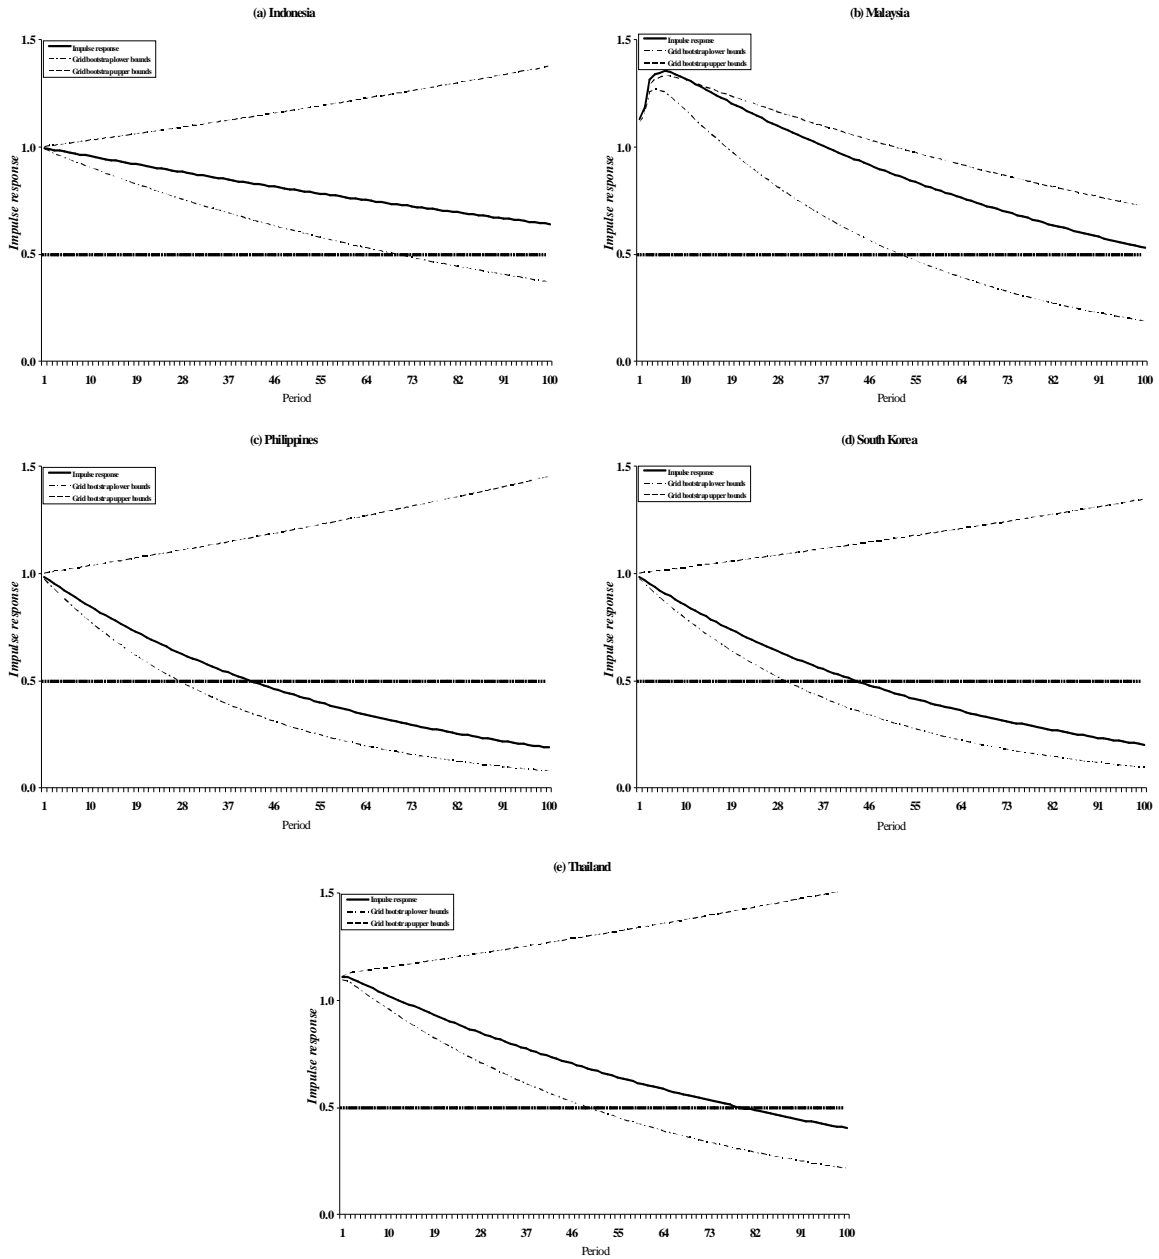 (a) Indonesia
1.5
Impulse response
Grid bootstrap lower bounds
Grid bootstrap upper bounds
1.0
Impulse response
0.5
0.0
1 10 19 28 37 46 55 64 73 82 91 100
Period
(b) Malaysia
1.5
Impulse response
Grid bootstrap lower bounds
Grid bootstrap upper bounds
1.0
Impulse response
0.5
0.0
1 10 19 28 37 46 55 64 73 82 91 100
Period
(c) Philippines
1.5
Impulse response
Grid bootstrap lower bounds
Grid bootstrap upper bounds
1.0
Impulse response
0.5
0.0
1 10 19 28 37 46 55 64 73 82 91 100
Period
(d) South Korea
1.5
Impulse response
Grid bootstrap lower bounds
Grid bootstrap upper bounds
1.0
Impulse response
0.5
0.0
1 10 19 28 37 46 55 64 73 82 91 100
Period
(e) Thailand
1.5
Impulse response
Grid bootstrap lower bounds
Grid bootstrap upper bounds
1.0
Impulse response
0.5
0.0
1 10 19 28 37 46 55 64 73 82 91 100
Period